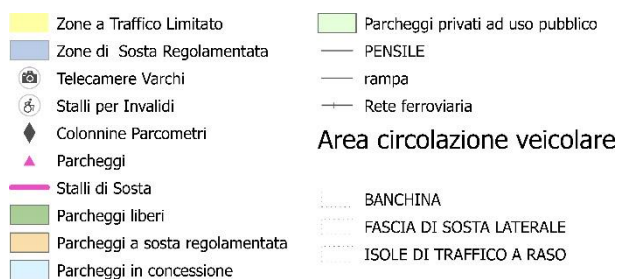 Zone a Traffico Limitato
Zone di Sosta Regolamentata
Telecamere Varchi
Stalli per Invalidi
Colonnine Parcometri
Parcheggi
Stalli di Sosta
Parcheggi liberi
Parcheggi a sosta regolamentata
Parcheggi in concessione
Parcheggi privati ad uso pubblico
PENSILE
rampa
Rete ferroviaria
Area circolazione veicolare
BANCHINA
FASCIA DI SOSTA LATERALE
ISOLE DI TRAFFICO A RASO